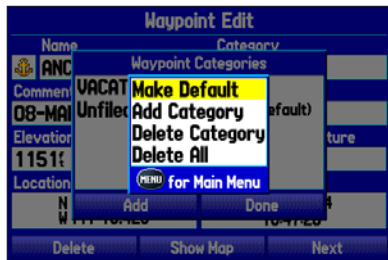 Waypoint Edit
Name Category
ANC
Waypoint Categories
Comment
VACAT
Make Default
08-MA
Unfiled
Add Category
efault)
Delete Category
Elevation
ture
Delete All
1151
MENU for Main Menu
Location
N
W
Add Done
Delete Show Map Next